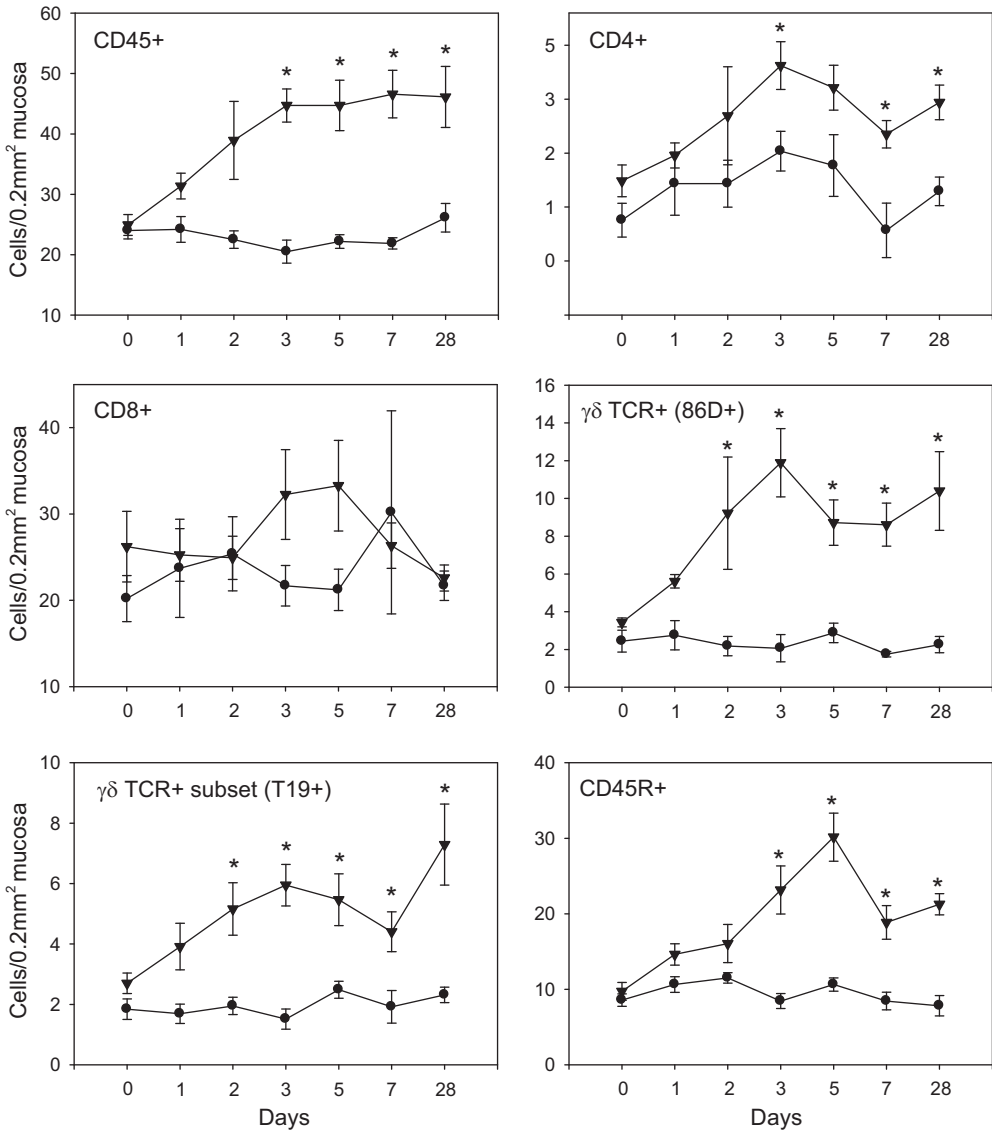 CD45+
60
50
40
30
20
10
Cells/0.2mm² mucosa
* * * *
0 1 2 3 5 7 28
CD4+
5
3
2
1
0
* * *
0 1 2 3 5 7 28
CD8+
40
30
20
10
Cells/0.2mm² mucosa
0 1 2 3 5 7 28
γδ TCR+ (86D+)
16
14
12
10
8
6
4
2
0
* * * * *
0 1 2 3 5 7 28
γδ TCR+ subset (T19+)
10
8
6
4
2
0
Cells/0.2mm² mucosa
* * * * *
0 1 2 3 5 7 28
Days
CD45R+
40
30
20
10
0
* * * *
0 1 2 3 5 7 28
Days